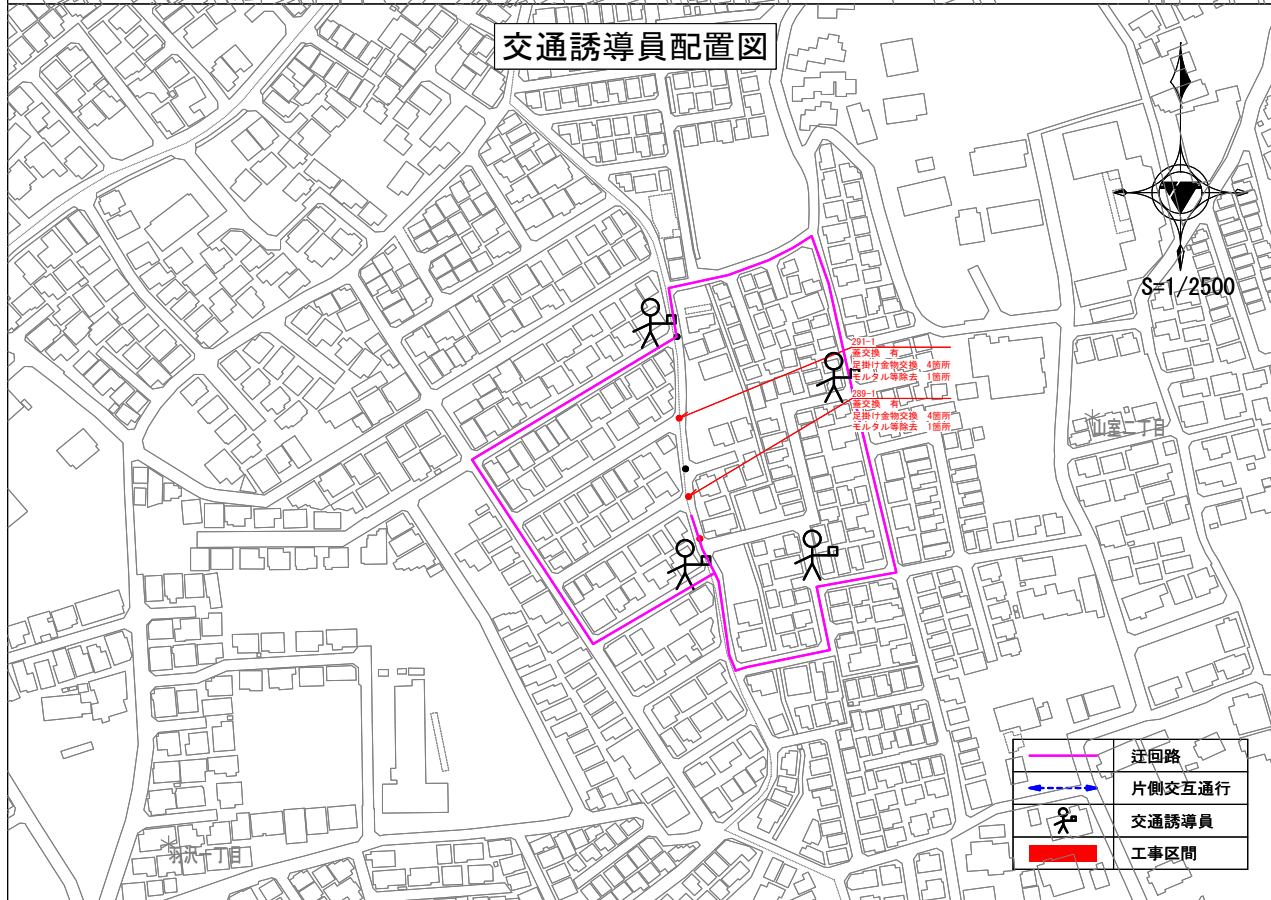 交通誘導員配置図
S=1/2500
291-1
蓋交換 有
足掛け金物交換 4箇所
モルタル等除去 1箇所
289-1
蓋交換 有
足掛け金物交換 4箇所
モルタル等除去 1箇所
山室二丁目
羽沢一丁目
迂回路
片側交互通行
交通誘導員
工事区間